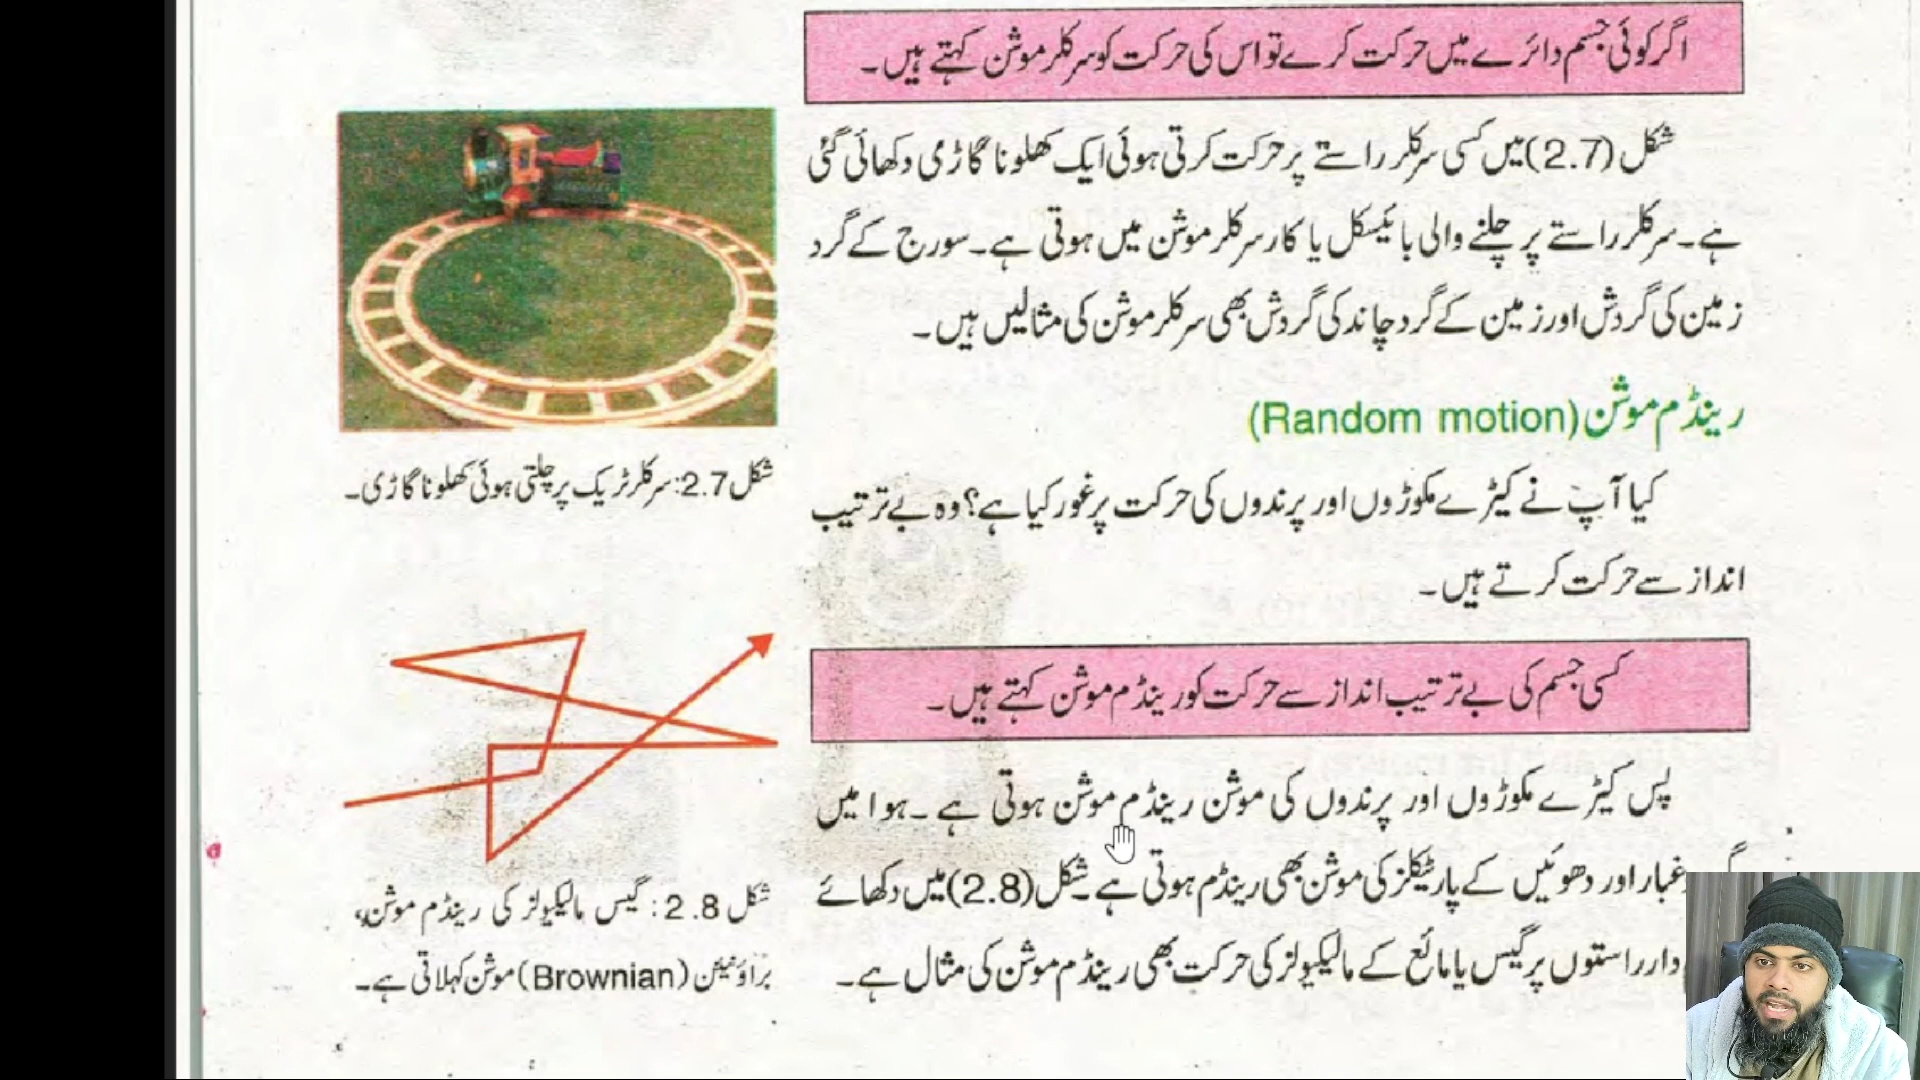 اگر کوئی جسم دائرے میں حرکت کرے تو اس کی حرکت کو سرکلر موشن کہتے ہیں۔
شکل (2.7) میں کسی سرکلر راستے پر حرکت کرتی ہوئی ایک کھلونا گاڑی دکھائی گئی
ہے۔ سرکلر راستے پر چلنے والی بائیسکل یا کار سرکلر موشن میں ہوتی ہے۔ سورج کے گرد
زمین کی گردش اور زمین کے گرد چاند کی گردش بھی سرکلر موشن کی مثالیں ہیں۔
شکل 2.7: سرکلر ٹریک پر چلتی ہوئی کھلونا گاڑی۔
رینڈم موشن (Random motion)
کیا آپ نے کیڑے مکوڑوں اور پرندوں کی حرکت پر غور کیا ہے؟ وہ بے ترتیب
انداز سے حرکت کرتے ہیں۔
کسی جسم کی بے ترتیب انداز سے حرکت کو رینڈم موشن کہتے ہیں۔
پس کیڑے مکوڑوں اور پرندوں کی موشن رینڈم موشن ہوتی ہے۔ ہوا میں
غبار اور دھوئیں کے پارٹیکلز کی موشن بھی رینڈم ہوتی ہے۔ شکل (2.8) میں دکھائے
دار راستوں پر گیس یا مائع کے مالیکیولز کی حرکت بھی رینڈم موشن کی مثال ہے۔
شکل 2.8: گیس مالیکیولز کی رینڈم موشن،
براؤنین (Brownian) موشن کہلاتی ہے۔